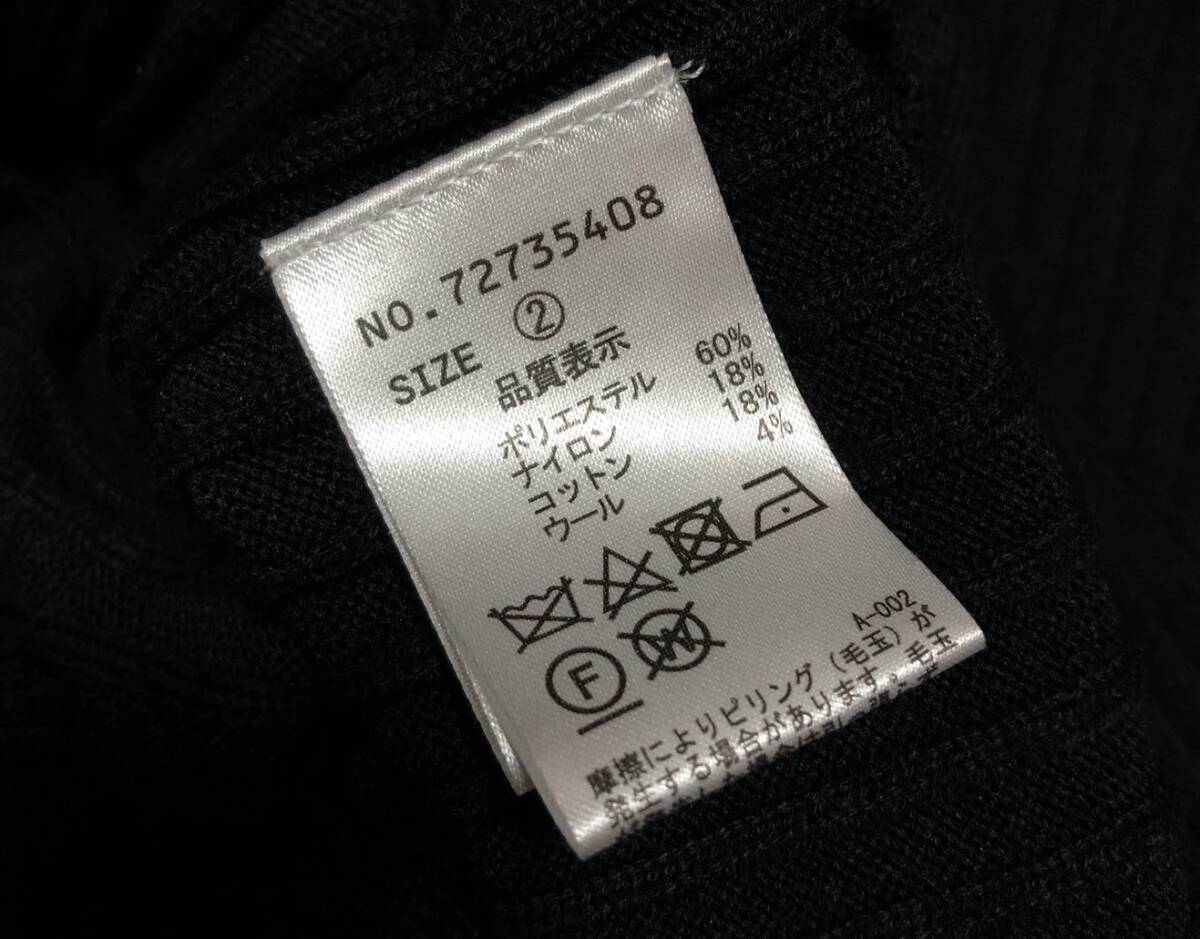 NO.72735408
SIZE ②
品質表示
ポリエステル 60%
ナイロン 18%
コットン 18%
ウール 4%
F W
A-002
摩擦によりピリング(毛玉)が
発生する場合があります。毛玉